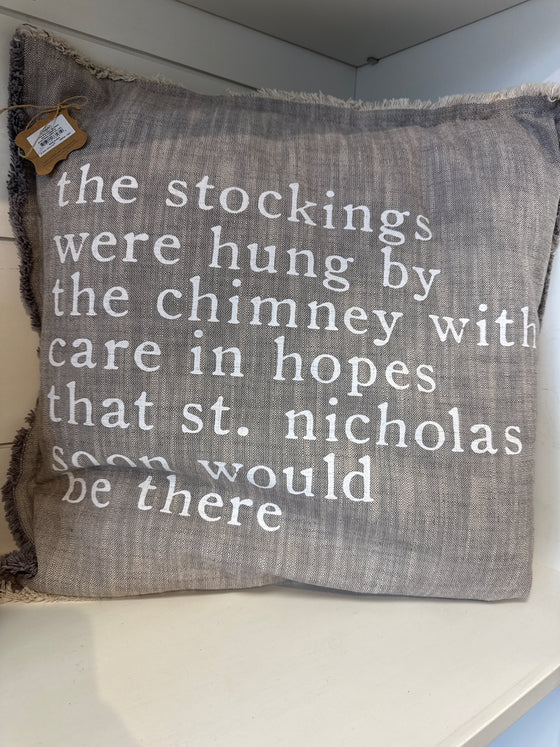 the stockings
were hung by
the chimney with
care in hopes
that st. nicholas
soon would
be there